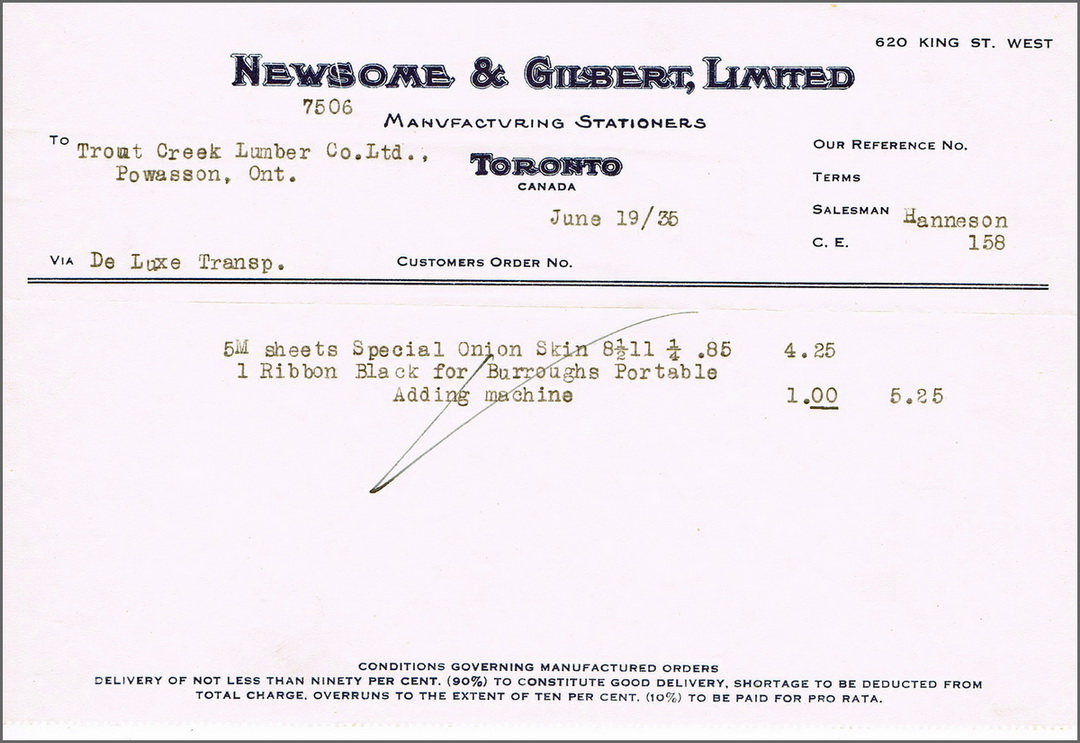 620 KING ST. WEST
NEWSOME & GILBERT, LIMITED
7506
MANUFACTURING STATIONERS
TO Trout Creek Lumber Co.Ltd.,
Powasson, Ont.
TORONTO
CANADA
OUR REFERENCE NO.
TERMS
June 19/35
SALESMAN Hanneson
C. E. 158
VIA De Luxe Transp.
CUSTOMERS ORDER NO.
5M sheets Special Onion Skin 8½11 ¼ .85 4.25
1 Ribbon Black for Burroughs Portable
Adding machine 1.00 5.25
CONDITIONS GOVERNING MANUFACTURED ORDERS
DELIVERY OF NOT LESS THAN NINETY PER CENT. (90%) TO CONSTITUTE GOOD DELIVERY, SHORTAGE TO BE DEDUCTED FROM
TOTAL CHARGE. OVERRUNS TO THE EXTENT OF TEN PER CENT. (10%) TO BE PAID FOR PRO RATA.